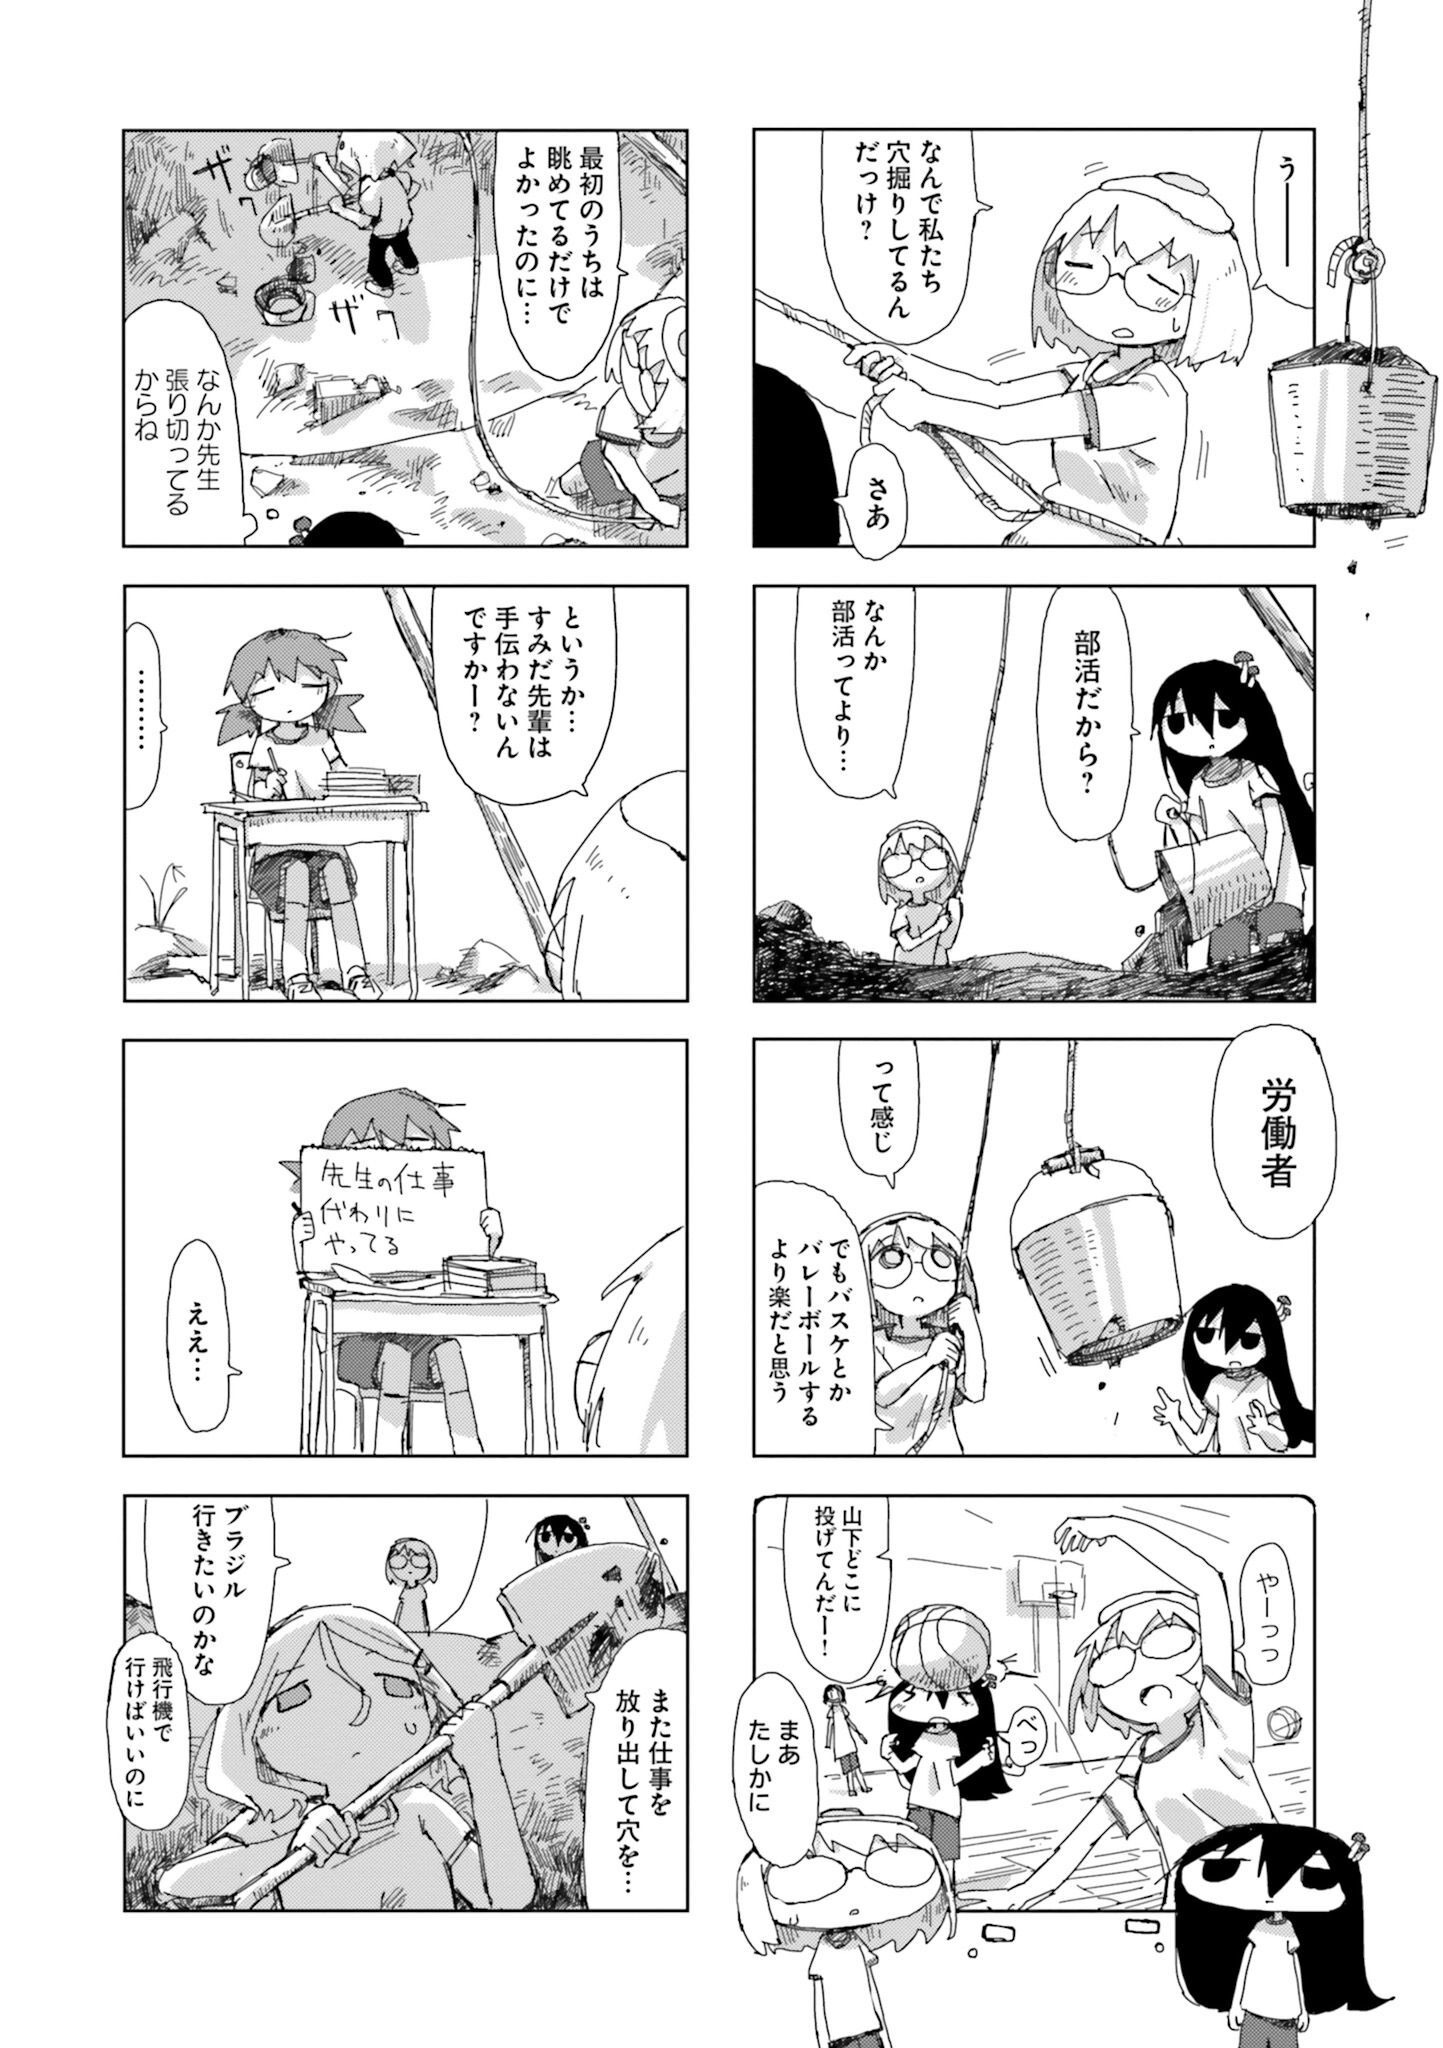 うーーー
なんで私たち
穴掘りしてるん
だっけ?
さあ
部活だから?
なんか
部活ってより…
労働者
って感じ
でもバスケとか
バレーボールする
より楽だと思う
やーっっ
山下どこに
投げてんだー!
べっ
まあ
たしかに
最初のうちは
眺めてるだけで
よかったのに…
ザッ
ザク
なんか先生
張り切ってる
からね
というか…
すみだ先輩は
手伝わないん
ですかー?
………
先生の仕事
代わりに
やってる
ええ…
また仕事を
放り出して穴を…
ブラジル
行きたいのかな
飛行機で
行けばいいのに